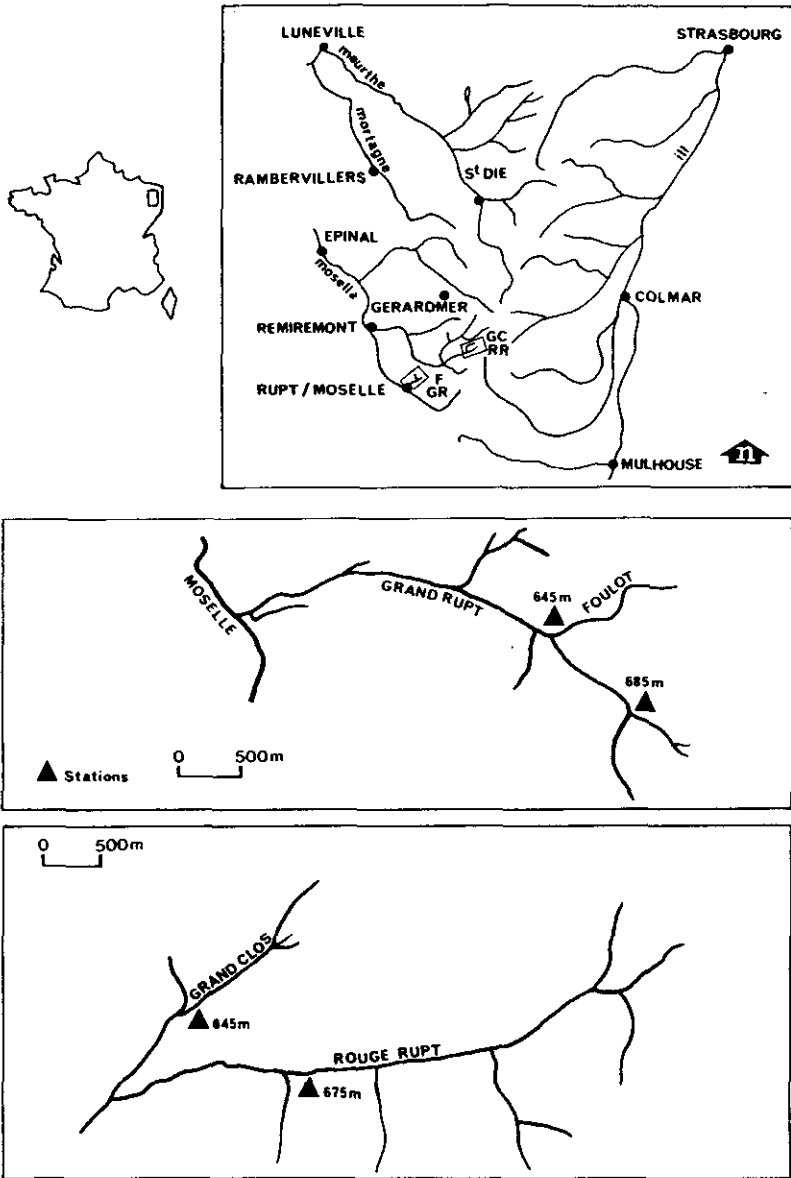 LUNEVILLE
STRASBOURG
meurthe
mortagne
ill
RAMBERVILLERS
St DIE
EPINAL
mosella
GERARDMER
COLMAR
REMIREMONT
GC
RR
F
GR
RUPT / MOSELLE
MULHOUSE
n
MOSELLE
GRAND RUPT
645m
FOULOT
685m
0 500m
Stations
0 500m
GRAND CLOS
645m
ROUGE RUPT
675m